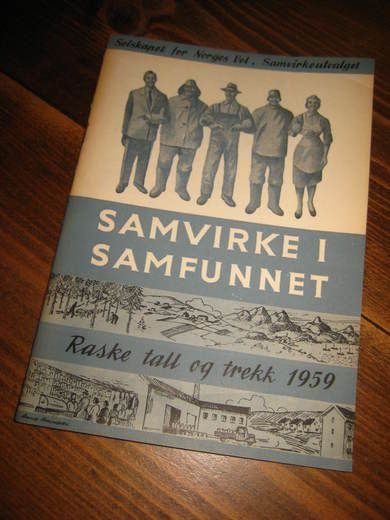 Selskapet for Norges Vel, Samvirkeutvalget
SAMVIRKE I
SAMFUNNET
Raske tall og trekk 1959